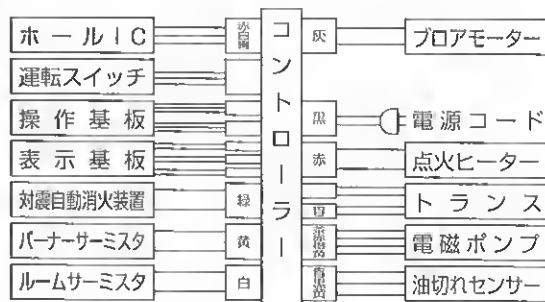 ホールIC
運転スイッチ
操作基板
表示基板
対震自動消火装置
バーナーサーミスタ
ルームサーミスタ
緑
黄
白
コントローラー
灰
黒
赤
ブロアモーター
電源コード
点火ヒーター
トランス
電磁ポンプ
油切れセンサー